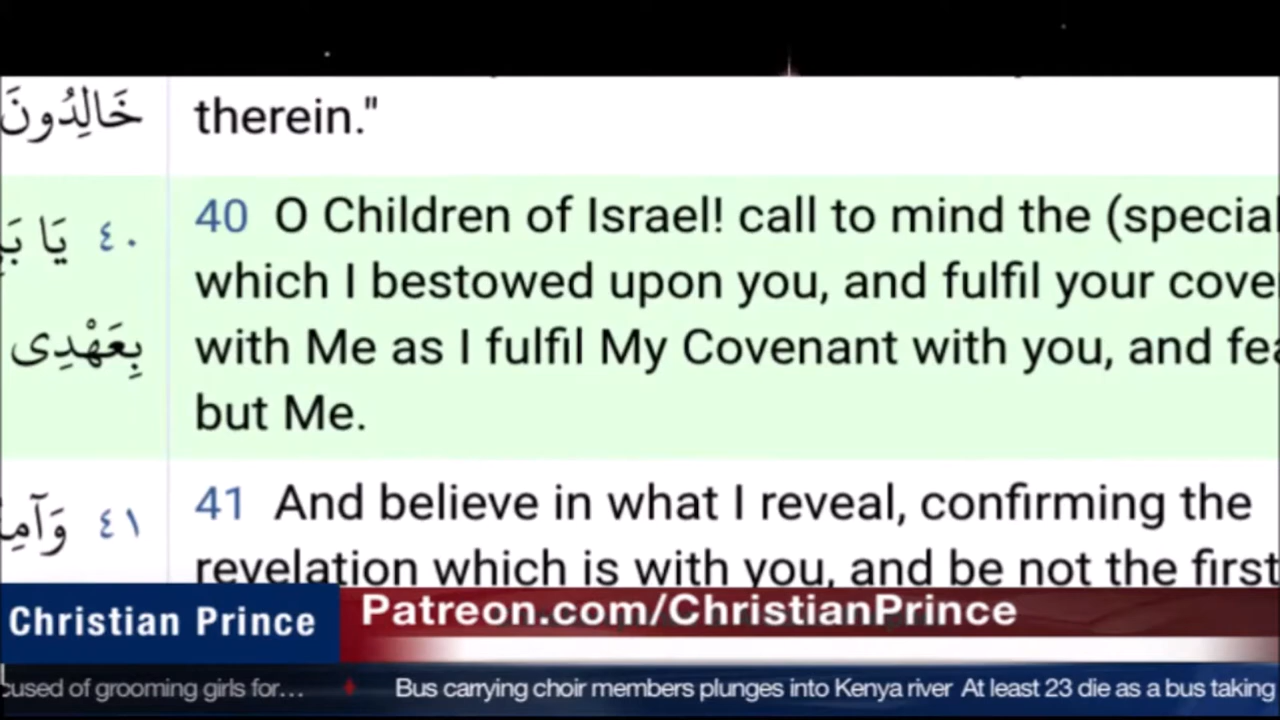 خَالِدُونَ
therein."
٤٠ يَا
40 O Children of Israel! call to mind the (special
which I bestowed upon you, and fulfil your cove
بِعَهْدِى
with Me as I fulfil My Covenant with you, and fea
but Me.
٤١
41 And believe in what I reveal, confirming the
revelation which is with you, and be not the first
Christian Prince
Patreon.com/ChristianPrince
cused of grooming girls for… Bus carrying choir members plunges into Kenya river At least 23 die as a bus taking